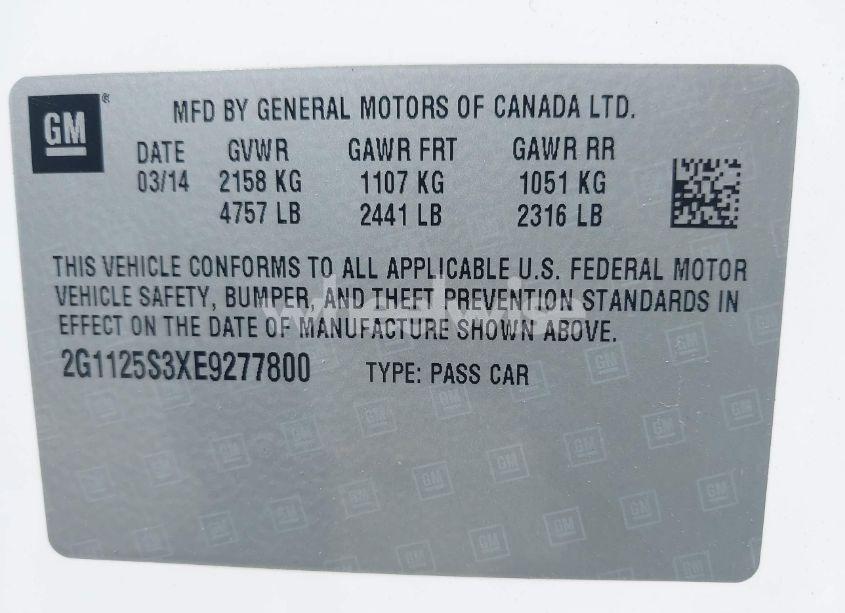 GM®
MFD BY GENERAL MOTORS OF CANADA LTD.
DATE GVWR GAWR FRT GAWR RR
03/14 2158 KG 1107 KG 1051 KG
4757 LB 2441 LB 2316 LB
THIS VEHICLE CONFORMS TO ALL APPLICABLE U.S. FEDERAL MOTOR
VEHICLE SAFETY, BUMPER, AND THEFT PREVENTION STANDARDS IN
EFFECT ON THE DATE OF MANUFACTURE SHOWN ABOVE.
2G1125S3XE9277800 TYPE: PASS CAR